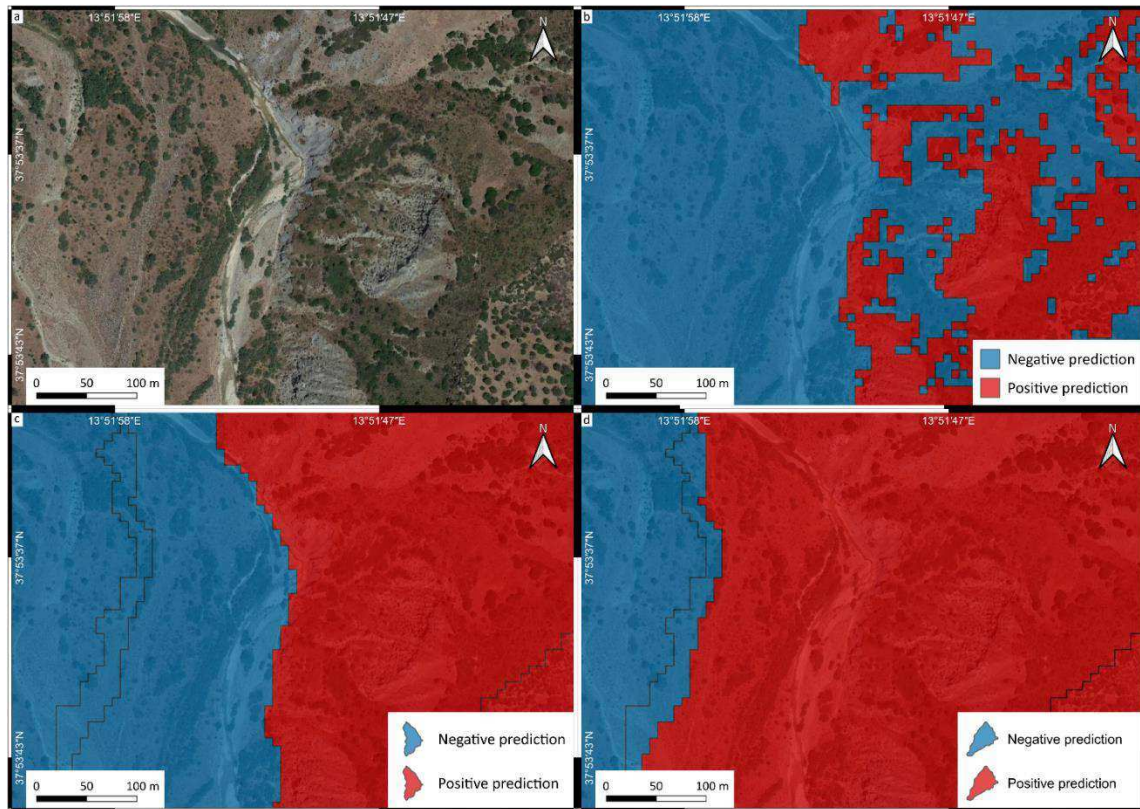 a
13°51'58"E
13°51'47"E
N
37°53'37"N
37°53'43"N
0 50 100 m
b
13°51'58"E
13°51'47"E
N
37°53'37"N
37°53'43"N
0 50 100 m
Negative prediction
Positive prediction
c
13°51'58"E
13°51'47"E
N
37°53'37"N
37°53'43"N
0 50 100 m
Negative prediction
Positive prediction
d
13°51'58"E
13°51'47"E
N
37°53'37"N
37°53'43"N
0 50 100 m
Negative prediction
Positive prediction